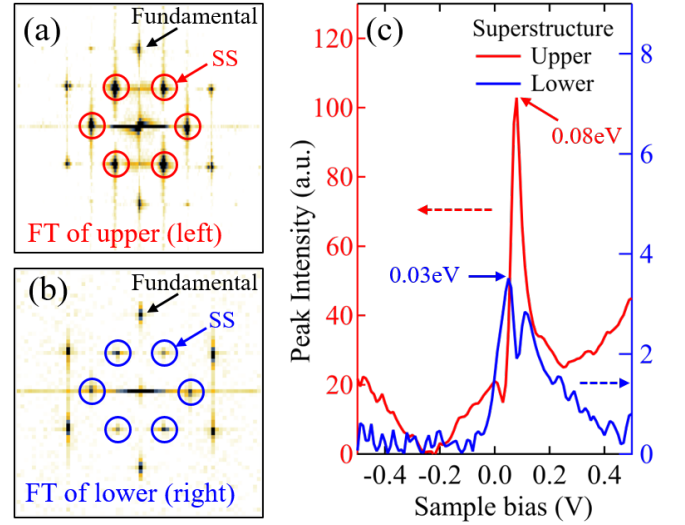 (a)
Fundamental
SS
FT of upper (left)
(b)
Fundamental
SS
FT of lower (right)
(c)
Superstructure
Upper
Lower
0.08eV
0.03eV
Peak Intensity (a.u.)
120
100
80
60
40
20
0
8
6
4
2
0
-0.4 -0.2 0.0 0.2 0.4
Sample bias (V)